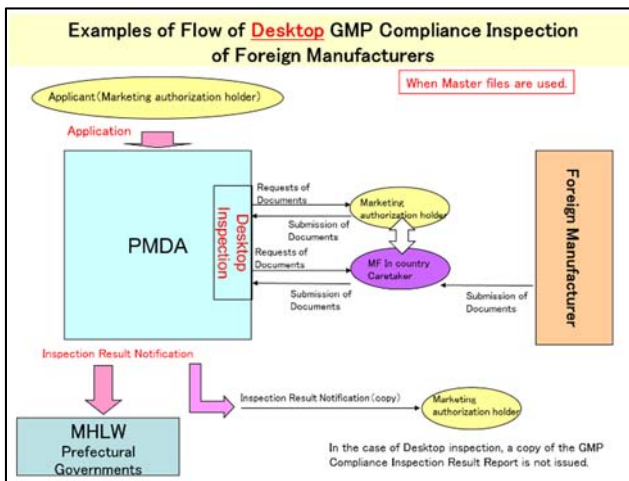 Examples of Flow of Desktop GMP Compliance Inspection
of Foreign Manufacturers
When Master files are used.
Applicant(Marketing authorization holder)
Application
PMDA
Desktop
Inspection
Requests of
Documents
Submission of
Documents
Requests of
Documents
Submission of
Documents
Marketing
authorization holder
MF In country
Caretaker
Submission of
Documents
Foreign Manufacturer
Inspection Result Notification
MHLW
Prefectural
Governments
Inspection Result Notification(copy)
Marketing
authorization holder
In the case of Desktop inspection, a copy of the GMP
Compliance Inspection Result Report is not issued.